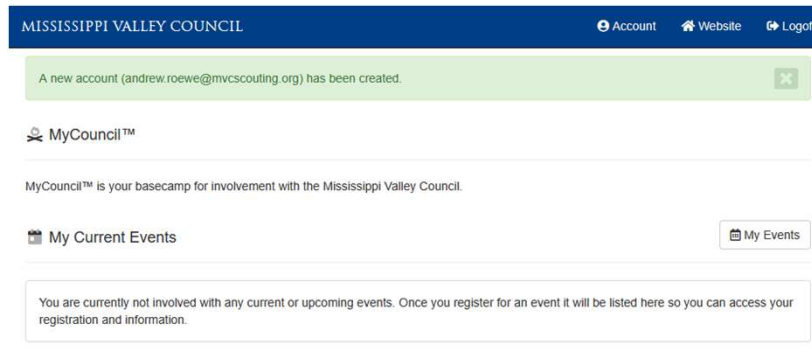 MISSISSIPPI VALLEY COUNCIL
Account Website Logof
A new account (andrew.roewe@mvcscouting.org) has been created.
MyCouncil™
MyCouncil™ is your basecamp for involvement with the Mississippi Valley Council.
My Current Events
My Events
You are currently not involved with any current or upcoming events. Once you register for an event it will be listed here so you can access your
registration and information.